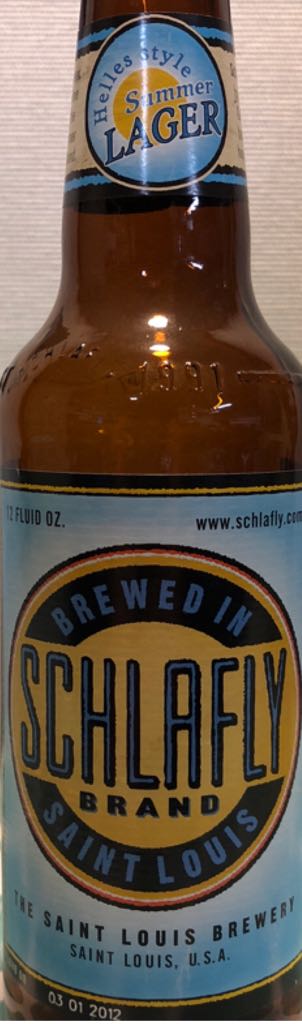 Helles Style
Summer
LAGER
1991
12 FLUID OZ.
www.schlafly.com
BREWED IN
SCHLAFLY
BRAND
SAINT LOUIS
THE SAINT LOUIS BREWERY
SAINT LOUIS, U.S.A.
03 01 2012